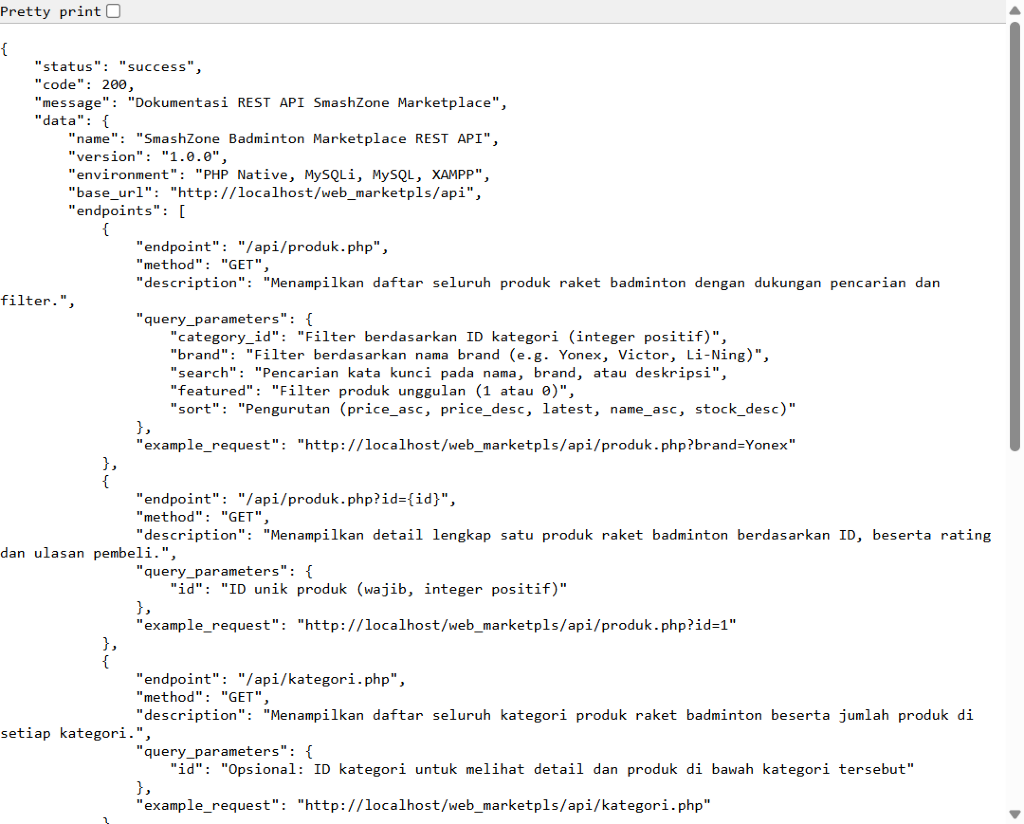 Pretty print
{
    "status": "success",
    "code": 200,
    "message": "Dokumentasi REST API SmashZone Marketplace",
    "data": {
        "name": "SmashZone Badminton Marketplace REST API",
        "version": "1.0.0",
        "environment": "PHP Native, MySQLi, MySQL, XAMPP",
        "base_url": "http://localhost/web_marketpls/api",
        "endpoints": [
            {
                "endpoint": "/api/produk.php",
                "method": "GET",
                "description": "Menampilkan daftar seluruh produk raket badminton dengan dukungan pencarian dan
filter.",
                "query_parameters": {
                    "category_id": "Filter berdasarkan ID kategori (integer positif)",
                    "brand": "Filter berdasarkan nama brand (e.g. Yonex, Victor, Li-Ning)",
                    "search": "Pencarian kata kunci pada nama, brand, atau deskripsi",
                    "featured": "Filter produk unggulan (1 atau 0)",
                    "sort": "Pengurutan (price_asc, price_desc, latest, name_asc, stock_desc)"
                },
                "example_request": "http://localhost/web_marketpls/api/produk.php?brand=Yonex"
            },
            {
                "endpoint": "/api/produk.php?id={id}",
                "method": "GET",
                "description": "Menampilkan detail lengkap satu produk raket badminton berdasarkan ID, beserta rating
dan ulasan pembeli.",
                "query_parameters": {
                    "id": "ID unik produk (wajib, integer positif)"
                },
                "example_request": "http://localhost/web_marketpls/api/produk.php?id=1"
            },
            {
                "endpoint": "/api/kategori.php",
                "method": "GET",
                "description": "Menampilkan daftar seluruh kategori produk raket badminton beserta jumlah produk di
setiap kategori.",
                "query_parameters": {
                    "id": "Opsional: ID kategori untuk melihat detail dan produk di bawah kategori tersebut"
                },
                "example_request": "http://localhost/web_marketpls/api/kategori.php"
            }